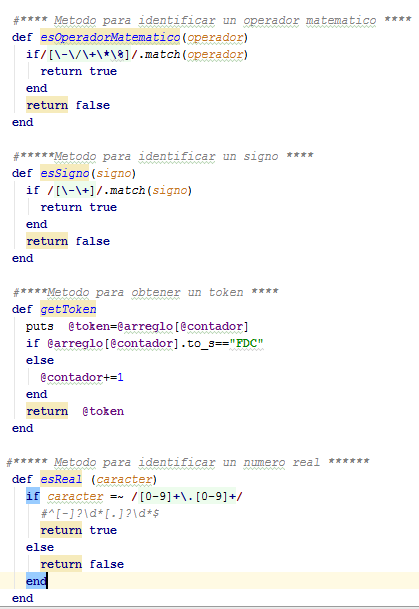 #**** Metodo para identificar un operador matematico ****
def esOperadorMatematico(operador)
if/[\-\/\+\*\%]/.match(operador)
return true
end
return false
end
#*****Metodo para identificar un signo ****
def esSigno(signo)
if /[\-\+]/.match(signo)
return true
end
return false
end
#****Metodo para obtener un token ****
def getToken
puts  @token=@arreglo[@contador]
if @arreglo[@contador].to_s=="FDC"
else
@contador+=1
end
return  @token
end
#***** Metodo para identificar un numero real ******
def esReal (caracter)
if caracter =~ /[0-9]+\.[0-9]+/
#^[-]?\d*[.]?\d*$
return true
else
return false
end
end